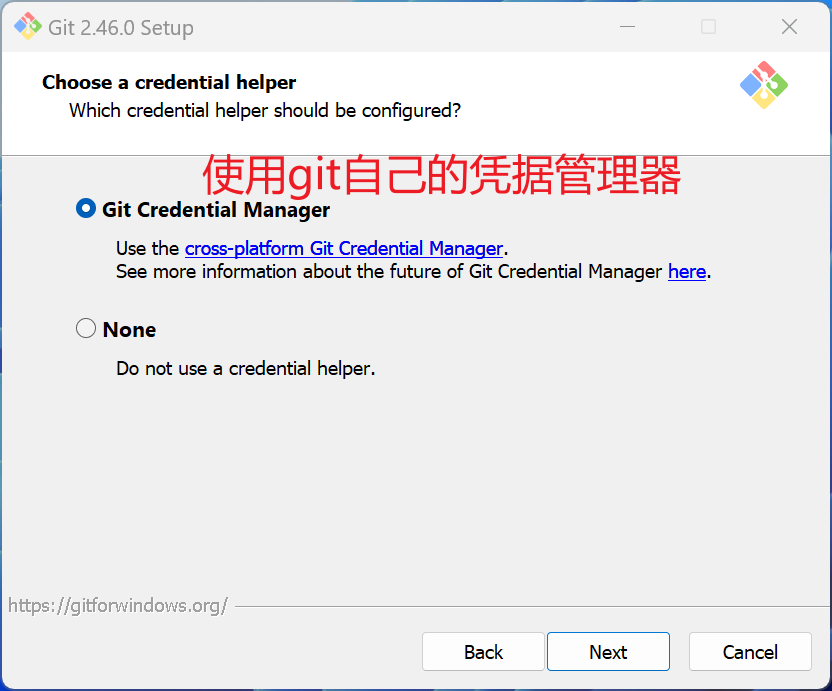 Git 2.46.0 Setup
Choose a credential helper
Which credential helper should be configured?
使用git自己的凭据管理器
Git Credential Manager
Use the cross-platform Git Credential Manager.
See more information about the future of Git Credential Manager here.
None
Do not use a credential helper.
https://gitforwindows.org/
Back Next Cancel